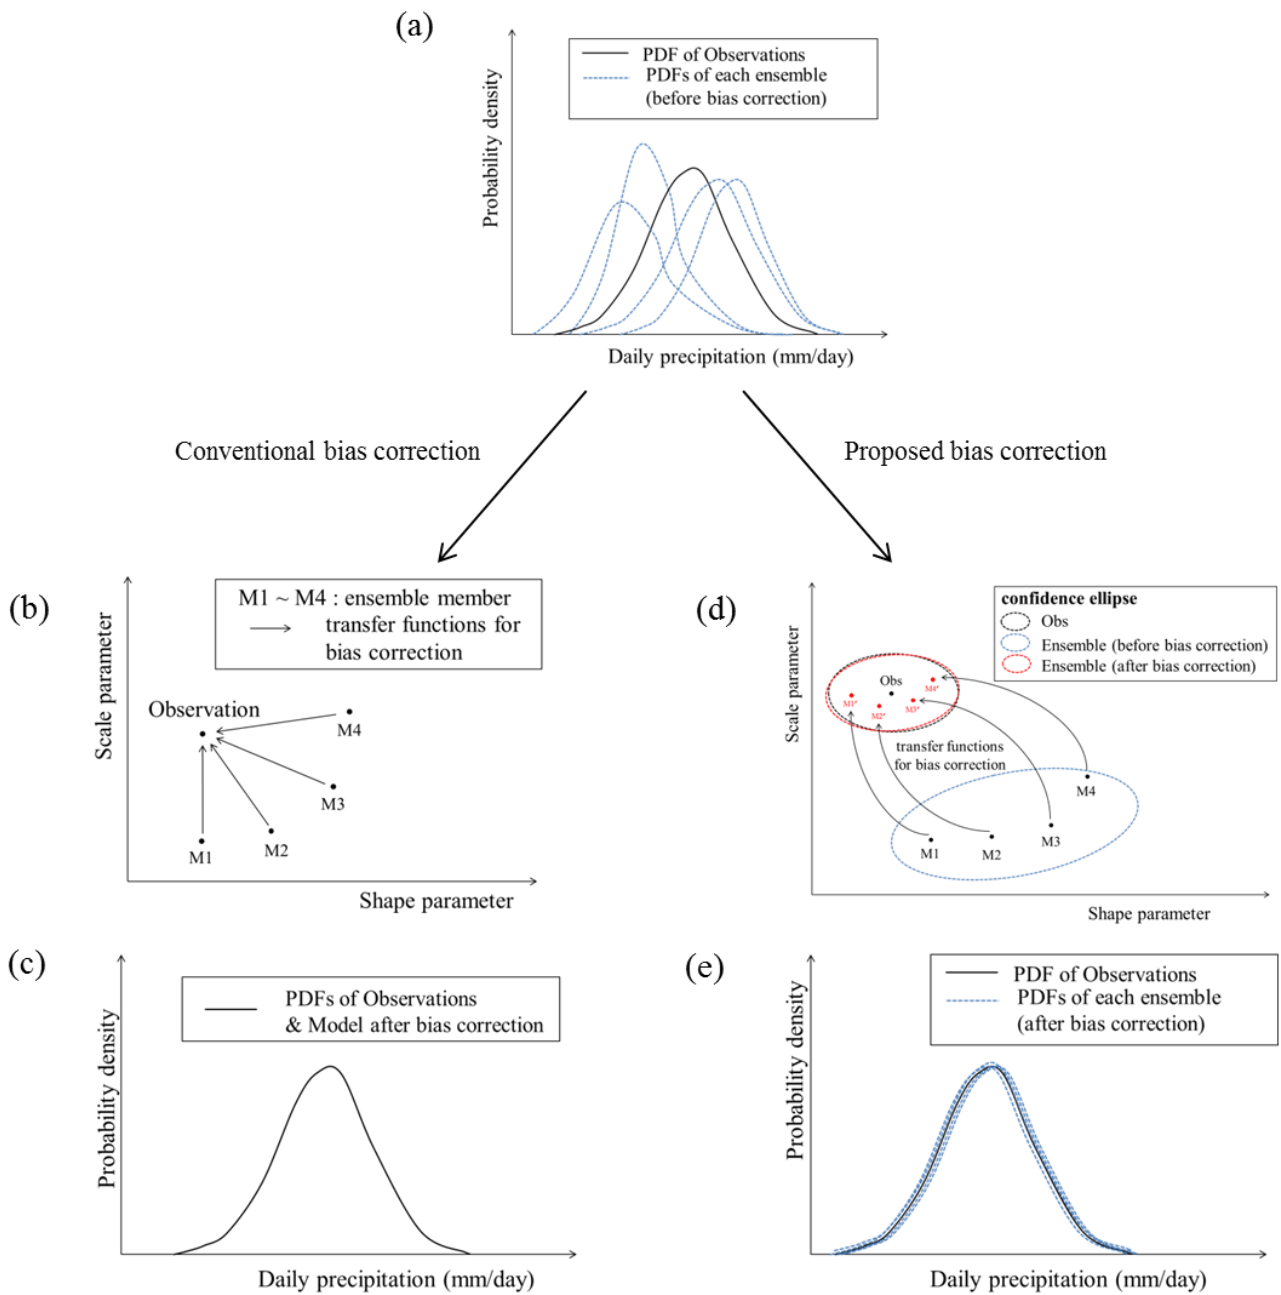 (a)
PDF of Observations
PDFs of each ensemble
(before bias correction)
Probability density
Daily precipitation (mm/day)
Conventional bias correction
Proposed bias correction
(b)
M1 ~ M4 : ensemble member
transfer functions for
bias correction
Scale parameter
Observation
M4
M3
M2
M1
Shape parameter
(d)
confidence ellipse
Obs
Ensemble (before bias correction)
Ensemble (after bias correction)
Scale parameter
Obs
M4'
M1'
M3'
M2'
transfer functions
for bias correction
M4
M3
M1
M2
Shape parameter
(c)
PDFs of Observations
& Model after bias correction
Probability density
Daily precipitation (mm/day)
(e)
PDF of Observations
PDFs of each ensemble
(after bias correction)
Probability density
Daily precipitation (mm/day)